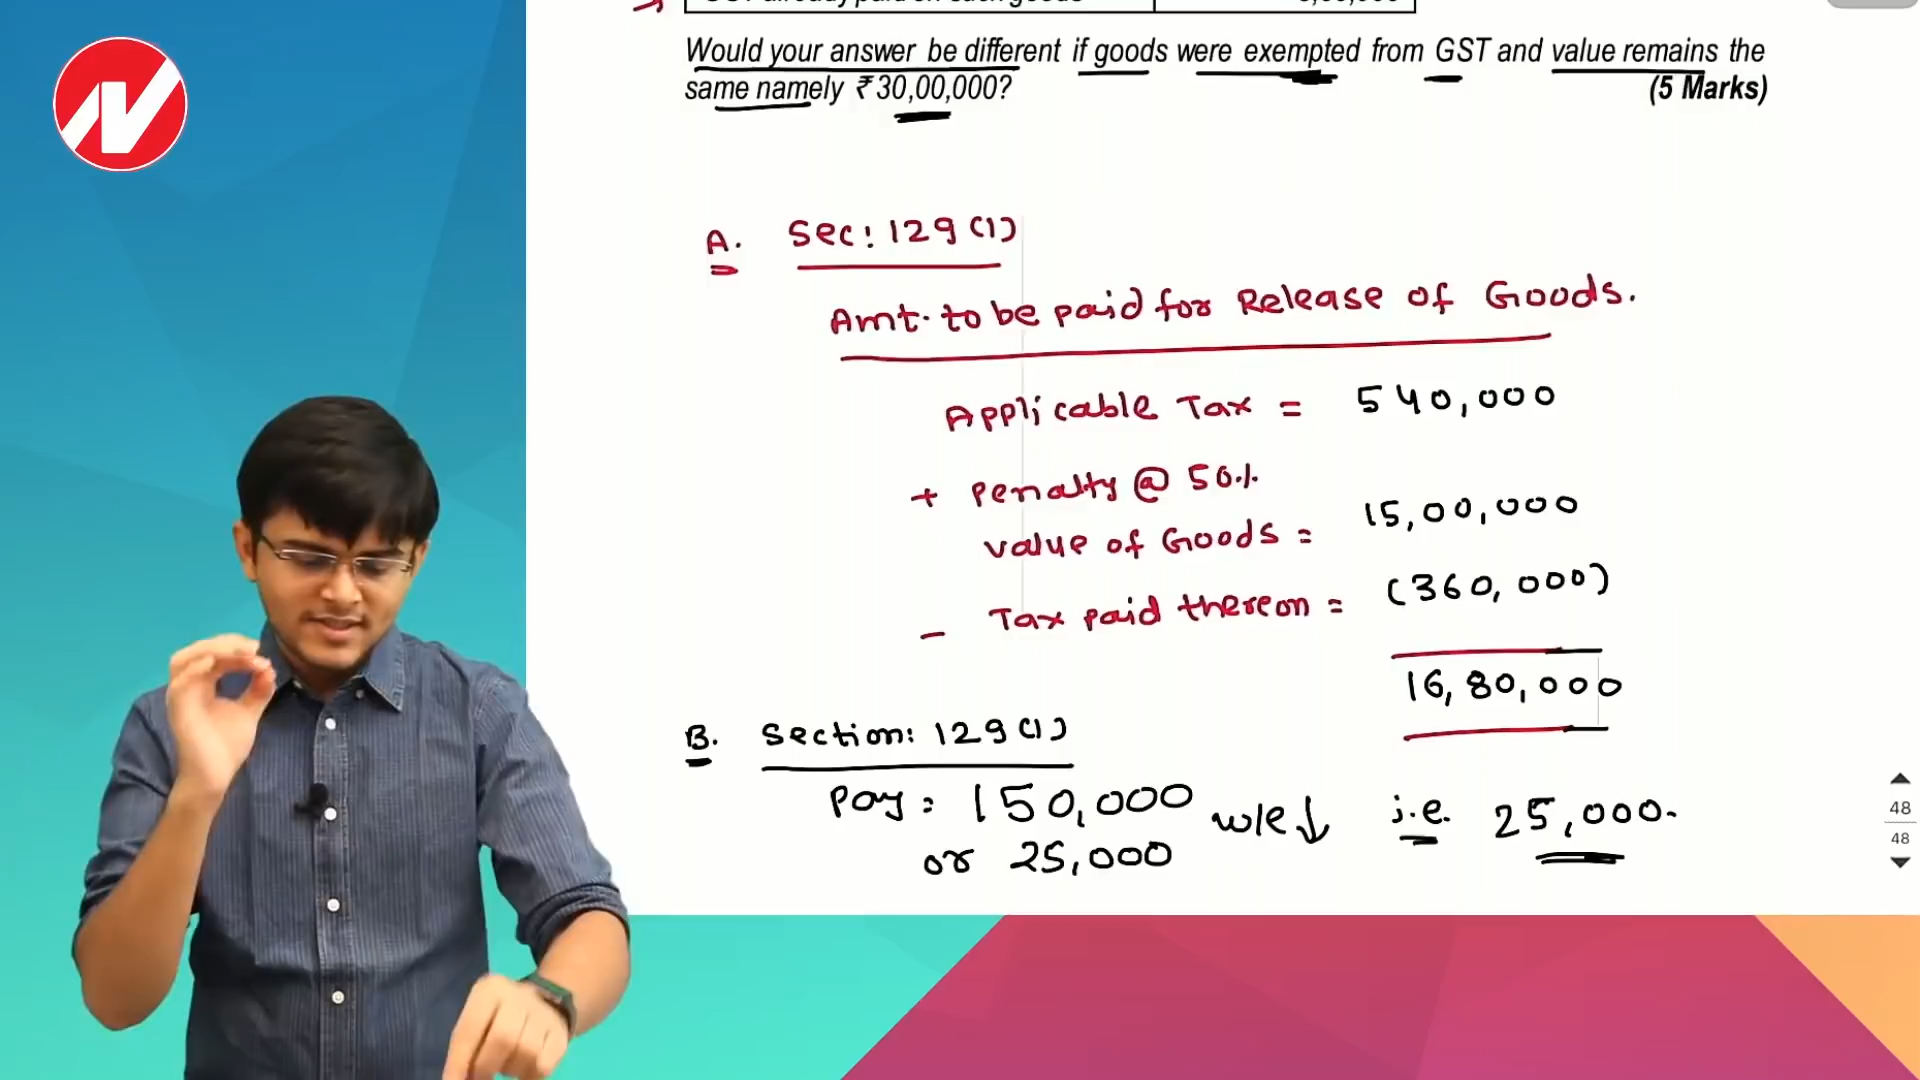 Would your answer be different if goods were exempted from GST and value remains the
same namely ₹ 30,00,000?
(5 Marks)
A. Sec: 129(1)
Amt. to be paid for Release of Goods.
Applicable Tax = 540,000
+ Penalty @ 50%
value of Goods = 15,00,000
- Tax paid thereon = (360,000)
16,80,000
B. Section: 129(1)
Pay: 150,000
or 25,000
w/e ↓ i.e. 25,000.
48
48